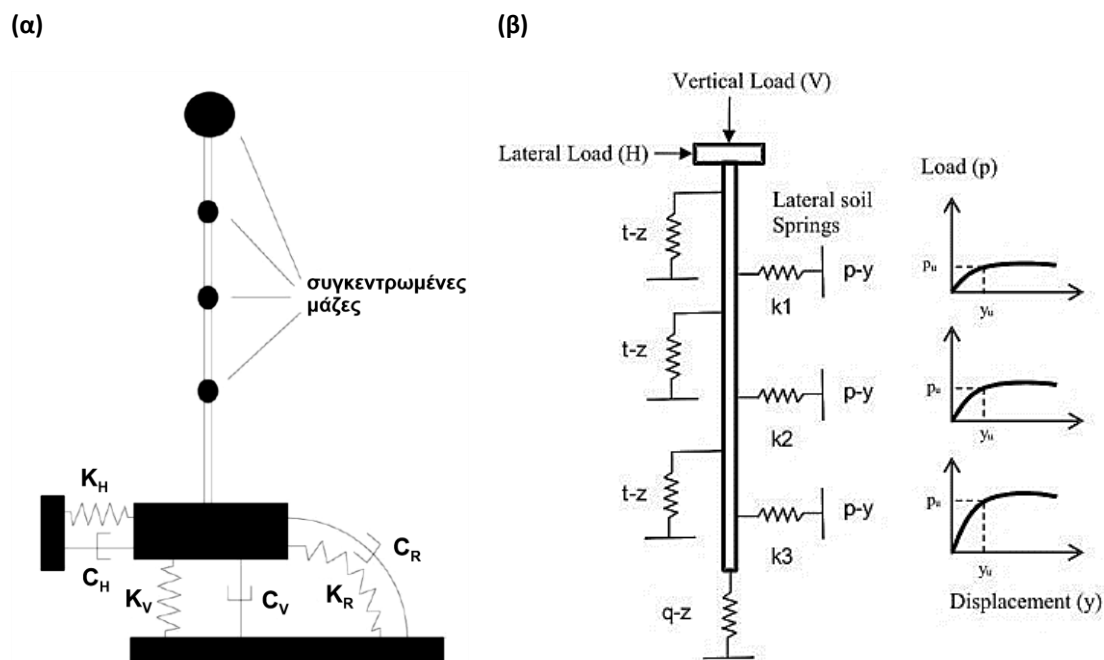 (α)
συγκεντρωμένες
μάζες
K_H
C_H
K_V
C_V
K_R
C_R
(β)
Vertical Load (V)
Lateral Load (H)
Lateral soil
Springs
t-z
p-y
k1
t-z
p-y
k2
t-z
p-y
k3
q-z
Load (p)
p_u
y_u
p_u
y_u
p_u
y_u
Displacement (y)